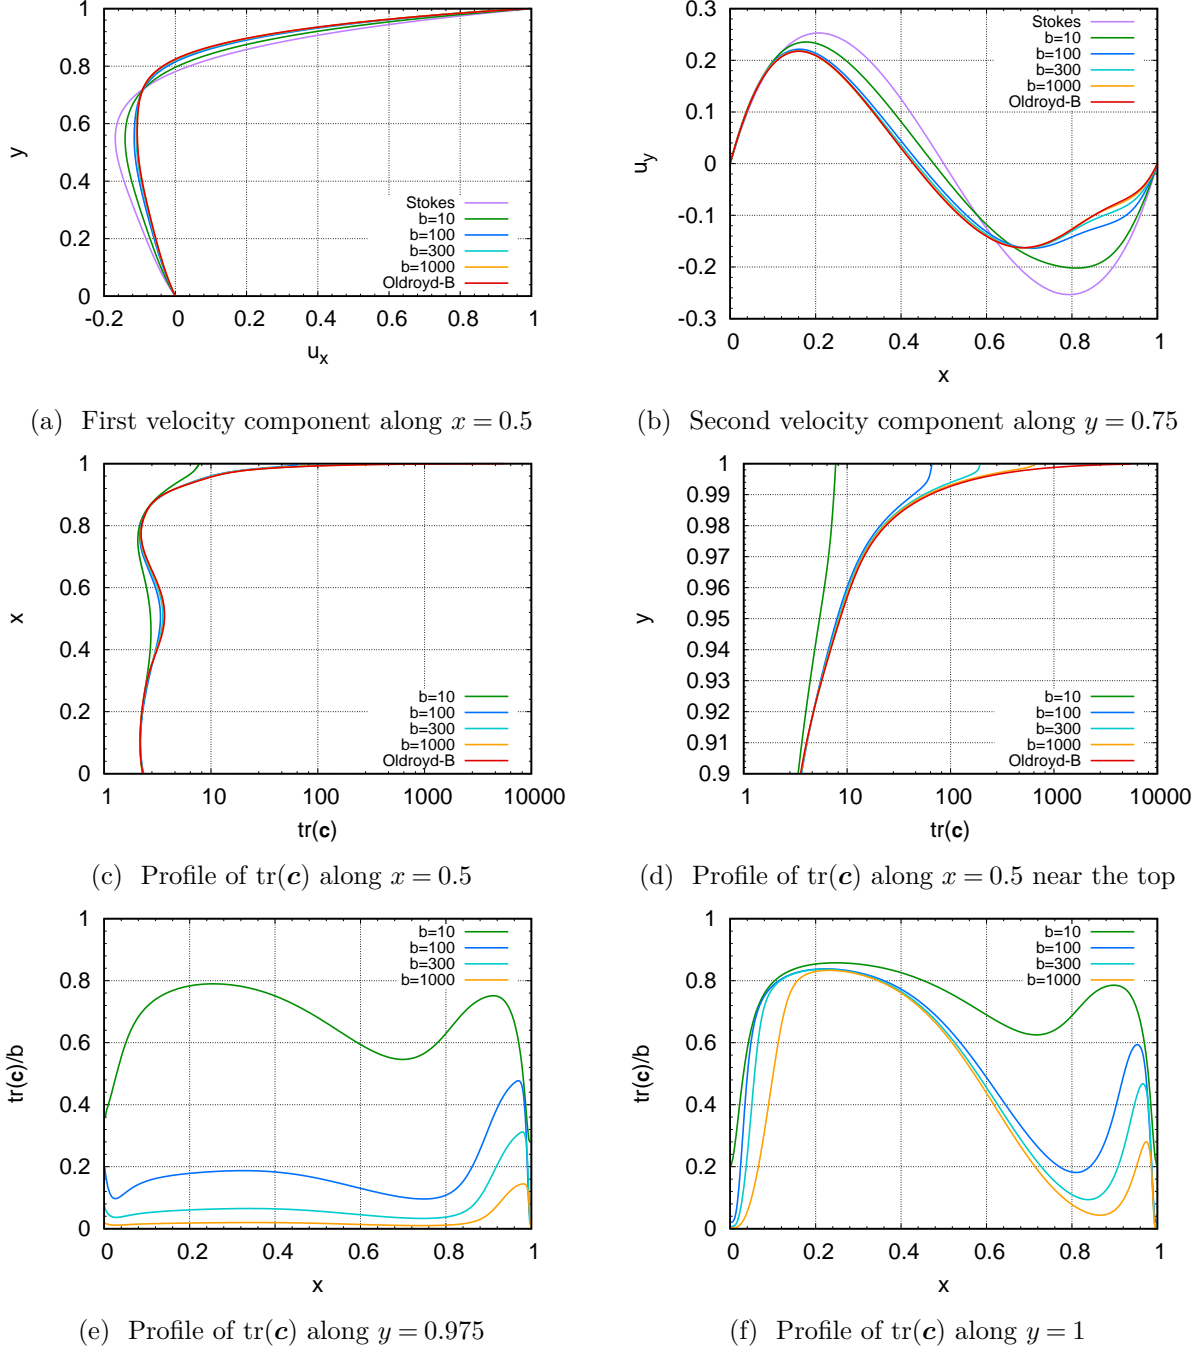 1
0.8
0.6
0.4
0.2
0
y
Stokes
b=10
b=100
b=300
b=1000
Oldroyd-B
-0.2 0 0.2 0.4 0.6 0.8 1
u_x
(a) First velocity component along x = 0.5
0.3
0.2
0.1
0
-0.1
-0.2
-0.3
u_y
Stokes
b=10
b=100
b=300
b=1000
Oldroyd-B
0 0.2 0.4 0.6 0.8 1
x
(b) Second velocity component along y = 0.75
1
0.8
0.6
0.4
0.2
0
x
b=10
b=100
b=300
b=1000
Oldroyd-B
1 10 100 1000 10000
tr(c)
(c) Profile of tr(c) along x = 0.5
1
0.99
0.98
0.97
0.96
0.95
0.94
0.93
0.92
0.91
0.9
y
b=10
b=100
b=300
b=1000
Oldroyd-B
1 10 100 1000 10000
tr(c)
(d) Profile of tr(c) along x = 0.5 near the top
1
0.8
0.6
0.4
0.2
0
tr(c)/b
b=10
b=100
b=300
b=1000
0 0.2 0.4 0.6 0.8 1
x
(e) Profile of tr(c) along y = 0.975
1
0.8
0.6
0.4
0.2
0
tr(c)/b
b=10
b=100
b=300
b=1000
0 0.2 0.4 0.6 0.8 1
x
(f) Profile of tr(c) along y = 1